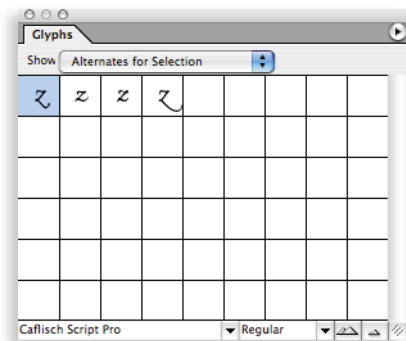 Glyphs
Show Alternates for Selection
z z z z
Caflisch Script Pro Regular